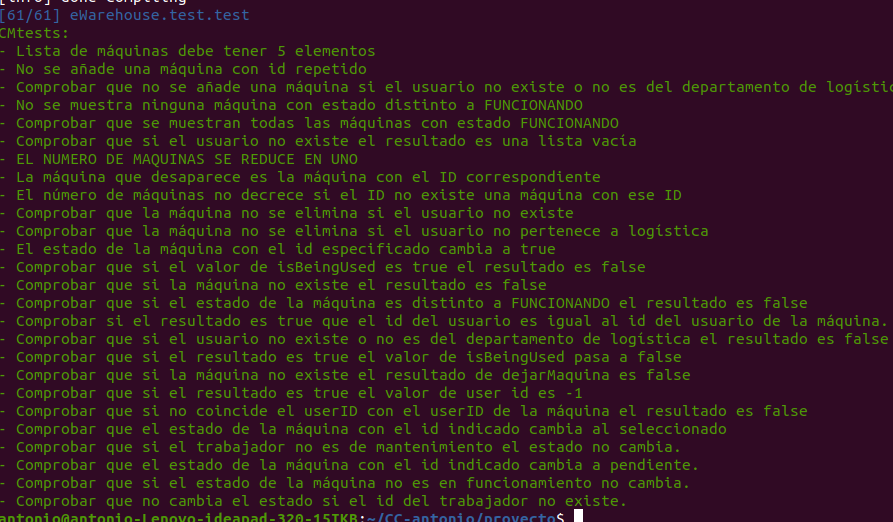 [info] done compiling
[61/61] eWarehouse.test.test
CMtests:
- Lista de máquinas debe tener 5 elementos
- No se añade una máquina con id repetido
- Comprobar que no se añade una máquina si el usuario no existe o no es del departamento de logístic
- No se muestra ninguna máquina con estado distinto a FUNCIONANDO
- Comprobar que se muestran todas las máquinas con estado FUNCIONANDO
- Comprobar que si el usuario no existe el resultado es una lista vacía
- EL NUMERO DE MAQUINAS SE REDUCE EN UNO
- La máquina que desaparece es la máquina con el ID correspondiente
- El número de máquinas no decrece si el ID no existe una máquina con ese ID
- Comprobar que la máquina no se elimina si el usuario no existe
- Comprobar que la máquina no se elimina si el usuario no pertenece a logística
- El estado de la máquina con el id especificado cambia a true
- Comprobar que si el valor de isBeingUsed es true el resultado es false
- Comprobar que si la máquina no existe el resultado es false
- Comprobar que si el estado de la máquina es distinto a FUNCIONANDO el resultado es false
- Comprobar si el resultado es true que el id del usuario es igual al id del usuario de la máquina.
- Comprobar que si el usuario no existe o no es del departamento de logística el resultado es false
- Comprobar que si el resultado es true el valor de isBeingUsed pasa a false
- Comprobar que si la máquina no existe el resultado de dejarMaquina es false
- Comprobar que si el resultado es true el valor de user id es -1
- Comprobar que si no coincide el userID con el userID de la máquina el resultado es false
- Comprobar que el estado de la máquina con el id indicado cambia al seleccionado
- Comprobar que si el trabajador no es de mantenimiento el estado no cambia.
- Comprobar que el estado de la máquina con el id indicado cambia a pendiente.
- Comprobar que si el estado de la máquina no es en funcionamiento no cambia.
- Comprobar que no cambia el estado si el id del trabajador no existe.
antonio@antonio-Lenovo-ideapad-320-15IKB:~/CC-antonio/proyecto$